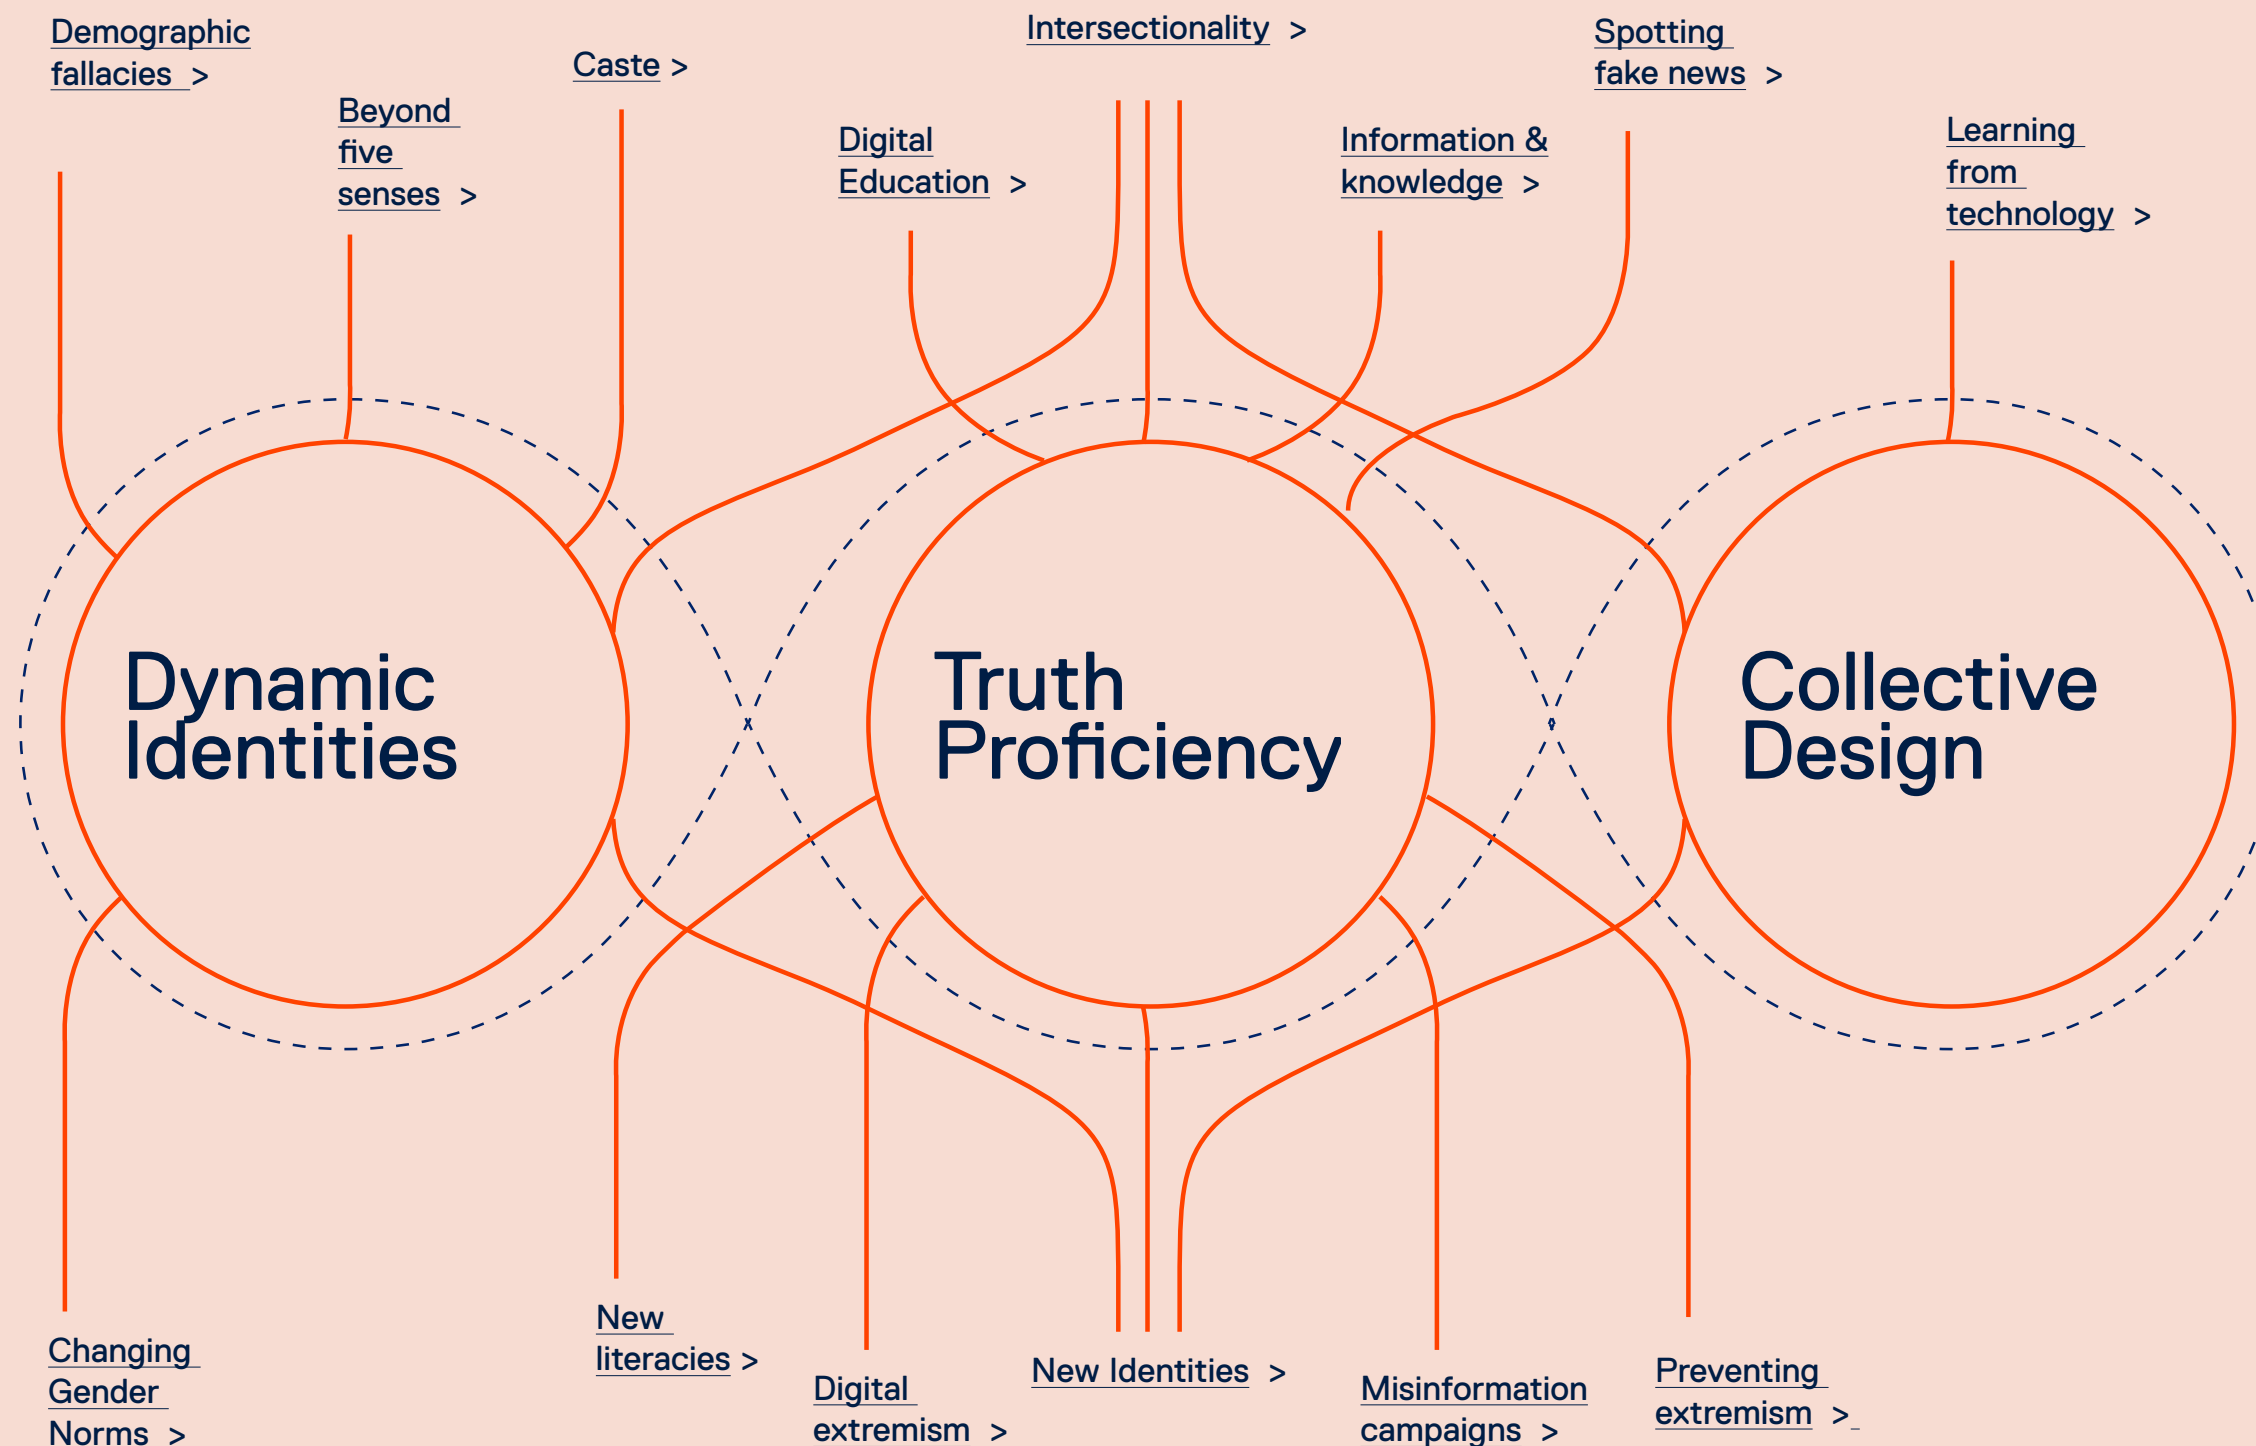 Demographic
fallacies >
Beyond
five
senses >
Caste >
Digital
Education >
Intersectionality >
Information &
knowledge >
Spotting
fake news >
Learning
from
technology >
Dynamic
Identities
Truth
Proficiency
Collective
Design
Changing
Gender
Norms >
New
literacies >
Digital
extremism >
New Identities >
Misinformation
campaigns >
Preventing
extremism >